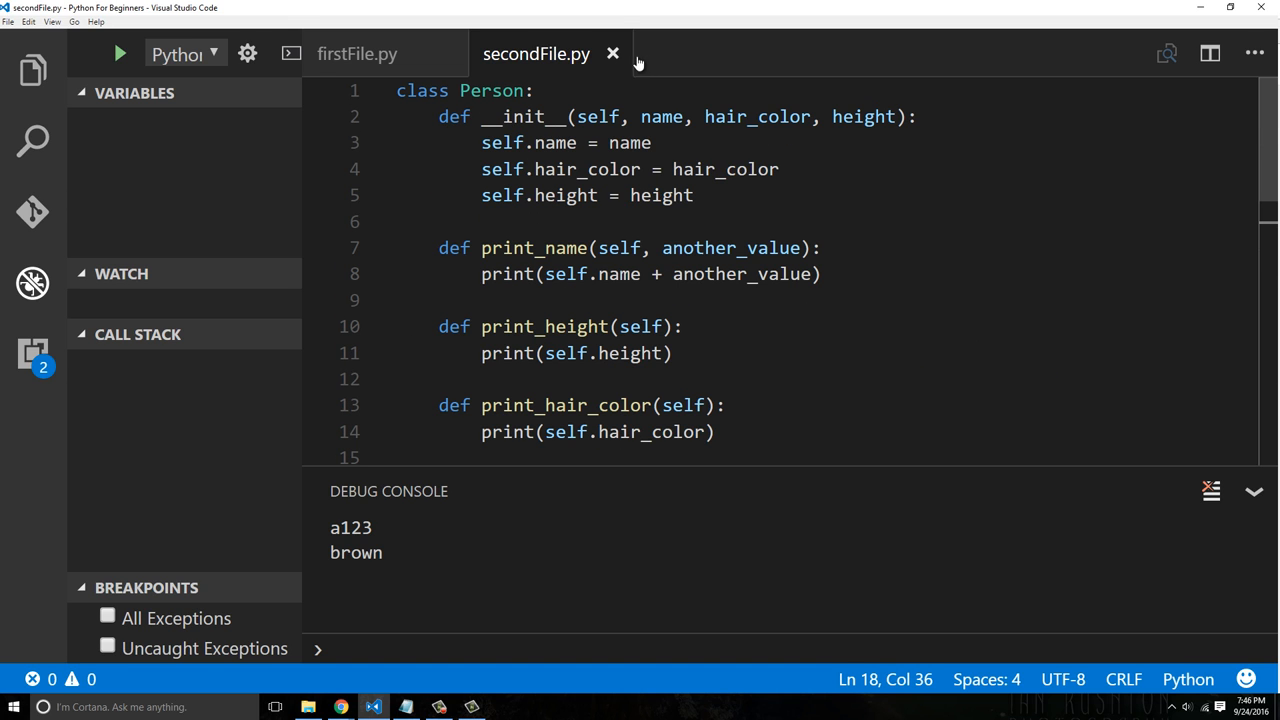 secondFile.py - Python For Beginners - Visual Studio Code
File Edit View Go Help
Python
firstFile.py
secondFile.py
VARIABLES
WATCH
CALL STACK
2
BREAKPOINTS
All Exceptions
Uncaught Exceptions
1 class Person:
2 def __init__(self, name, hair_color, height):
3 self.name = name
4 self.hair_color = hair_color
5 self.height = height
6
7 def print_name(self, another_value):
8 print(self.name + another_value)
9
10 def print_height(self):
11 print(self.height)
12
13 def print_hair_color(self):
14 print(self.hair_color)
15
DEBUG CONSOLE
a123
brown
0 0 Ln 18, Col 36 Spaces: 4 UTF-8 CRLF Python
I'm Cortana. Ask me anything.
7:46 PM
9/24/2016